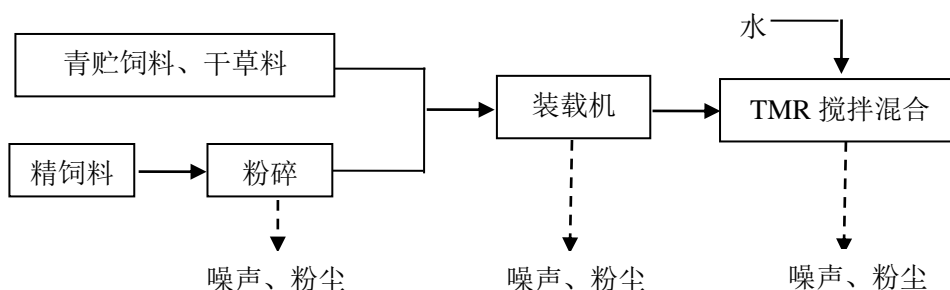 水
青贮饲料、干草料
装载机
TMR 搅拌混合
精饲料
粉碎
噪声、粉尘
噪声、粉尘
噪声、粉尘